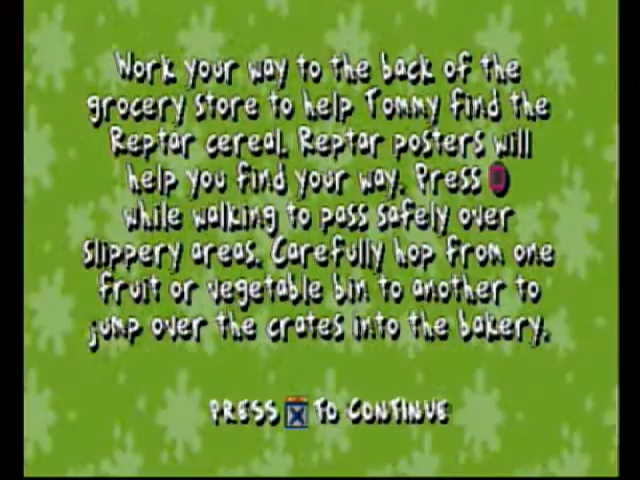 Work your way to the back of the
grocery store to help Tommy find the
Reptar cereal. Reptar posters will
help you find your way. Press
while walking to pass safely over
slippery areas. Carefully hop from one
fruit or vegetable bin to another to
jump over the crates into the bakery.
PRESS X TO CONTINUE